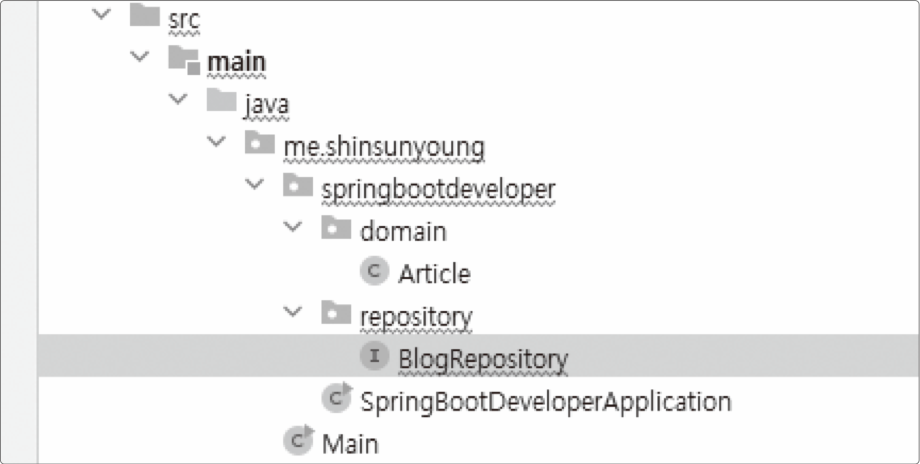 src
main
java
me.shinsunyoung
springbootdeveloper
domain
C Article
repository
I BlogRepository
C SpringBootDeveloperApplication
C Main